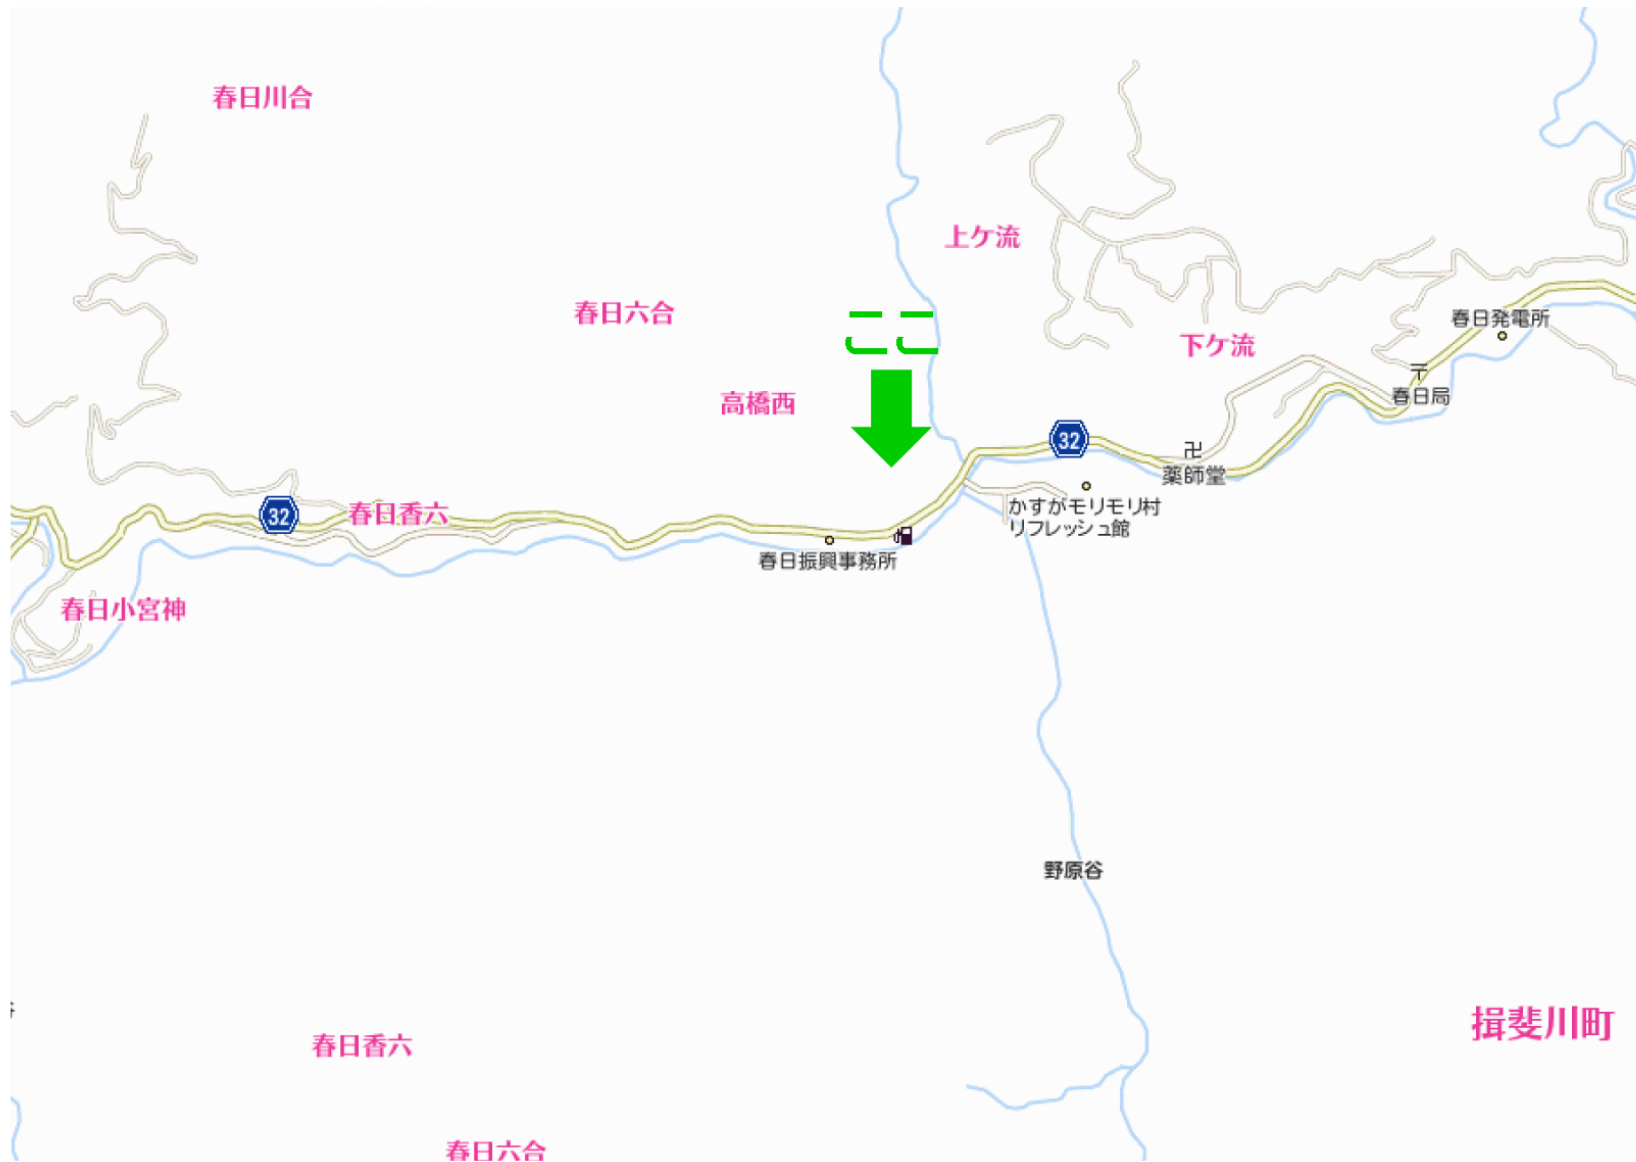 春日川合
上ケ流
春日六合
ここ
春日発電所
下ケ流
高橋西
春日局
32
薬師堂
春日香六
32
かすがモリモリ村
リフレッシュ館
春日振興事務所
春日小宮神
野原谷
揖斐川町
春日香六
春日六合